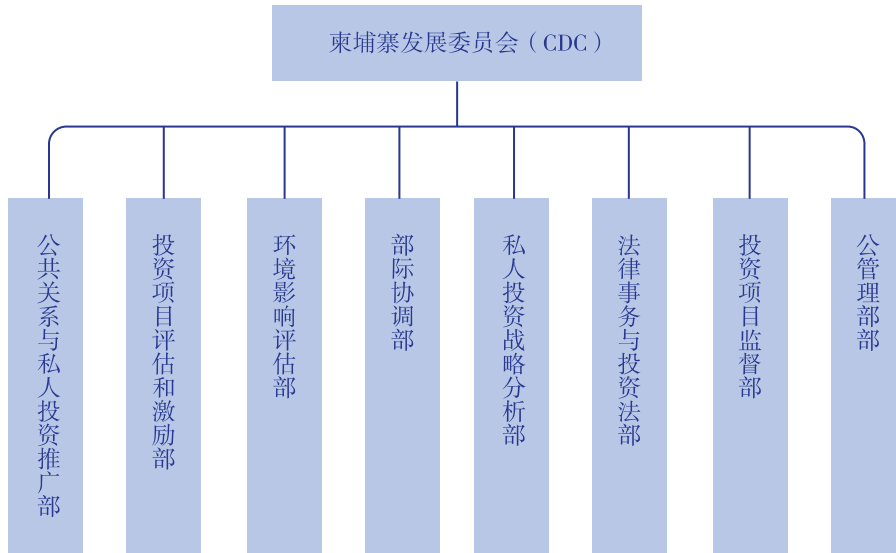 柬埔寨发展委员会（CDC）
公共关系与私人投资推广部
投资项目评估和激励部
环境影响评估部
部际协调部
私人投资战略分析部
法律事务与投资法部
投资项目监督部
公管理部部